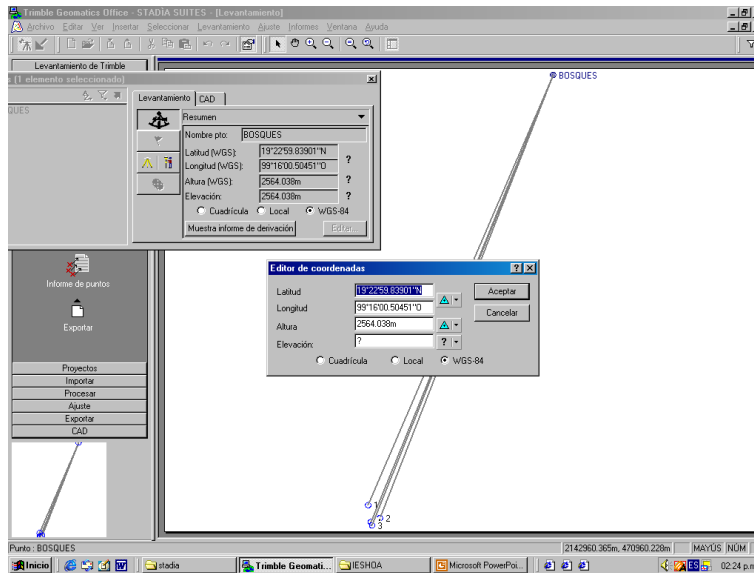 Trimble Geomatics Office - STADÍA SUITES - [Levantamiento]
Archivo Editar Ver Insertar Seleccionar Levantamiento Ajuste Informes Ventana Ayuda
Levantamiento de Trimble
s (1 elemento seleccionado)
QUES
Levantamiento
CAD
Resumen
Nombre pto: BOSQUES
Latitud (WGS): 19°22'59.83901''N
Longitud (WGS): 99°16'00.50451''O
?
Altura (WGS): 2564.038m ?
Elevación: 2564.038m ?
Cuadrícula Local WGS-84
Muestra informe de derivación
Editar...
BOSQUES
Informe de puntos
Exportar
Editor de coordenadas
Latitud 19°22'59.83901''N
Longitud 99°16'00.50451''O
Altura 2564.038m
Elevación: ? ?
Aceptar
Cancelar
Cuadrícula Local WGS-84
Proyectos
Importar
Procesar
Ajuste
Exportar
CAD
1
2
3
Punto : BOSQUES
2142960.365m, 470960.228m
MAYÚS NÚM
Inicio
stadia
Trimble Geomati...
IESHOA
Microsoft PowerPoi...
ES
02:24 p.m